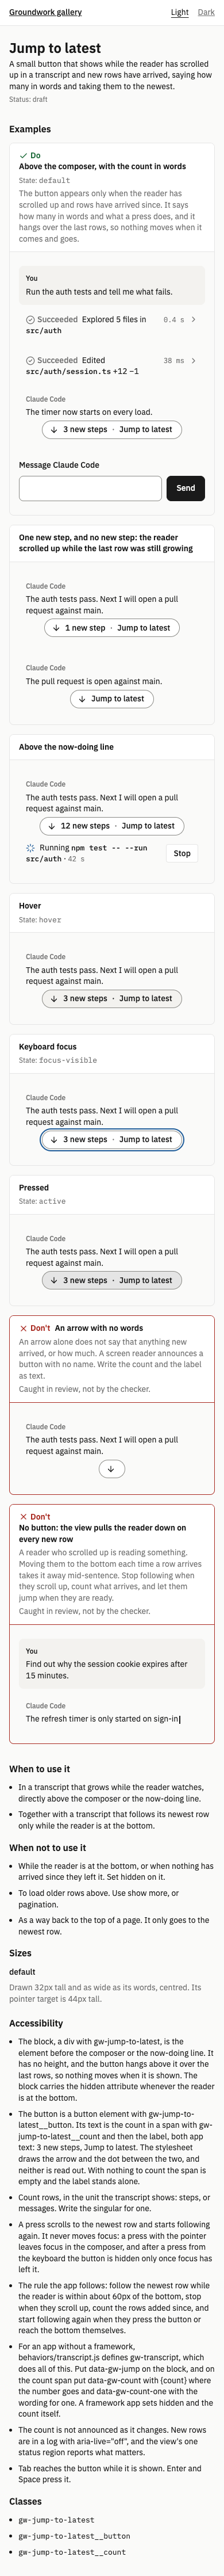 Groundwork gallery
Light Dark
Jump to latest
A small button that shows while the reader has scrolled
up in a transcript and new rows have arrived, saying how
many in words and taking them to the newest.
Status: draft
Examples
Do
Above the composer, with the count in words
State: default
The button appears only when the reader has
scrolled up and rows have arrived since. It says
how many in words and what a press does, and it
hangs over the last rows, so nothing moves when it
comes and goes.
You
Run the auth tests and tell me what fails.
Succeeded Explored 5 files in 0.4 s
src/auth
Succeeded Edited 38 ms
src/auth/session.ts +12 −1
Claude Code
The timer now starts on every load.
3 new steps · Jump to latest
Message Claude Code
Send
One new step, and no new step: the reader
scrolled up while the last row was still growing
Claude Code
The auth tests pass. Next I will open a pull
request against main.
1 new step · Jump to latest
Claude Code
The pull request is open against main.
Jump to latest
Above the now-doing line
Claude Code
The auth tests pass. Next I will open a pull
request against main.
12 new steps · Jump to latest
Running npm test -- --run
src/auth · 42 s
Stop
Hover
State: hover
Claude Code
The auth tests pass. Next I will open a pull
request against main.
3 new steps · Jump to latest
Keyboard focus
State: focus-visible
Claude Code
The auth tests pass. Next I will open a pull
request against main.
3 new steps · Jump to latest
Pressed
State: active
Claude Code
The auth tests pass. Next I will open a pull
request against main.
3 new steps · Jump to latest
Don't An arrow with no words
An arrow alone does not say that anything new
arrived, or how much. A screen reader announces a
button with no name. Write the count and the label
as text.
Caught in review, not by the checker.
Claude Code
The auth tests pass. Next I will open a pull
request against main.
Don't
No button: the view pulls the reader down on
every new row
A reader who scrolled up is reading something.
Moving them to the bottom each time a row arrives
takes it away mid-sentence. Stop following when
they scroll up, count what arrives, and let them
jump when they are ready.
Caught in review, not by the checker.
You
Find out why the session cookie expires after
15 minutes.
Claude Code
The refresh timer is only started on sign-in
When to use it
In a transcript that grows while the reader watches,
directly above the composer or the now-doing line.
Together with a transcript that follows its newest row
only while the reader is at the bottom.
When not to use it
While the reader is at the bottom, or when nothing has
arrived since they left it. Set hidden on it.
To load older rows above. Use show more, or
pagination.
As a way back to the top of a page. It only goes to the
newest row.
Sizes
default
Drawn 32px tall and as wide as its words, centred. Its
pointer target is 44px tall.
Accessibility
The block, a div with gw-jump-to-latest, is the
element before the composer or the now-doing line. It
has no height, and the button hangs above it over the
last rows, so nothing moves when it is shown. The
block carries the hidden attribute whenever the reader
is at the bottom.
The button is a button element with gw-jump-to-
latest__button. Its text is the count in a span with gw-
jump-to-latest__count and then the label, both app
text: 3 new steps, Jump to latest. The stylesheet
draws the arrow and the dot between the two, and
neither is read out. With nothing to count the span is
empty and the label stands alone.
Count rows, in the unit the transcript shows: steps, or
messages. Write the singular for one.
A press scrolls to the newest row and starts following
again. It never moves focus: a press with the pointer
leaves focus in the composer, and after a press from
the keyboard the button is hidden only once focus has
left it.
The rule the app follows: follow the newest row while
the reader is within about 60px of the bottom, stop
when they scroll up, count the rows added since, and
start following again when they press the button or
reach the bottom themselves.
For an app without a framework,
behaviors/transcript.js defines gw-transcript, which
does all of this. Put data-gw-jump on the block, and on
the count span put data-gw-count with {count} where
the number goes and data-gw-count-one with the
wording for one. A framework app sets hidden and the
count itself.
The count is not announced as it changes. New rows
are in a log with aria-live="off", and the view's one
status region reports what matters.
Tab reaches the button while it is shown. Enter and
Space press it.
Classes
gw-jump-to-latest
gw-jump-to-latest__button
gw-jump-to-latest__count